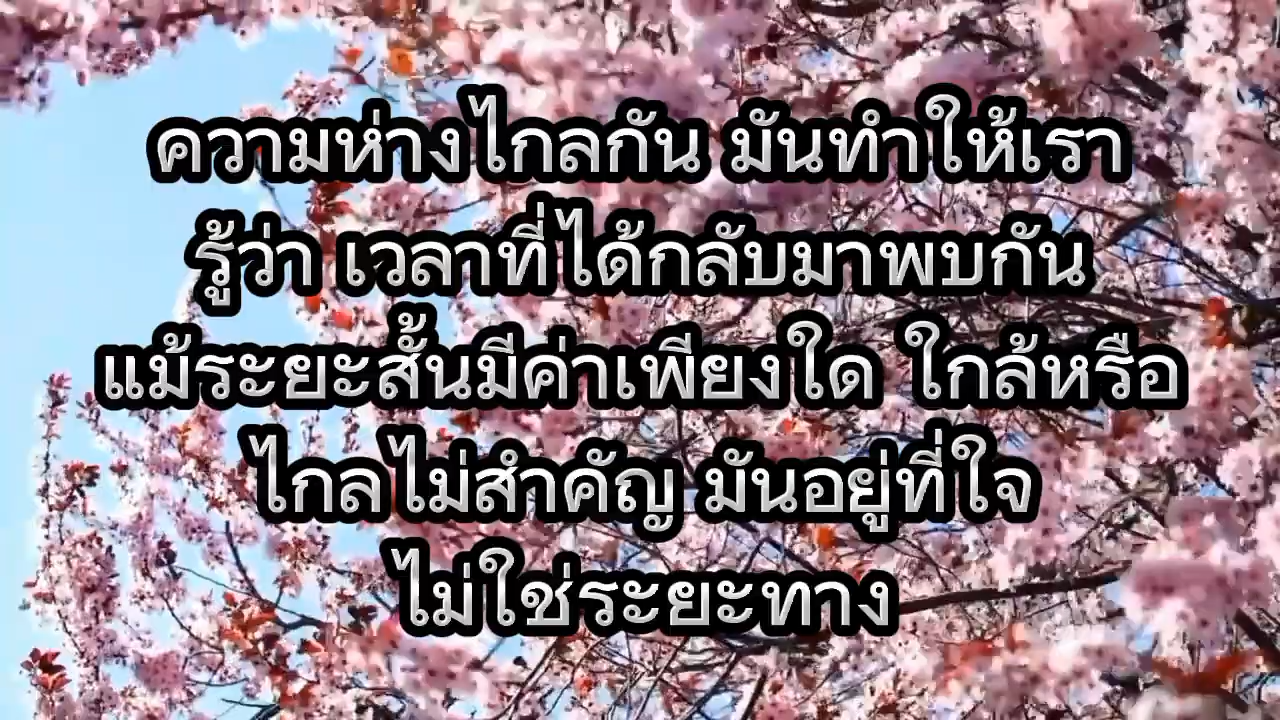 ความห่างไกลกัน มันทำให้เรา
รู้ว่า เวลาที่ได้กลับมาพบกัน
แม้ระยะสั้นมีค่าเพียงใด ใกล้หรือ
ไกลไม่สำคัญ มันอยู่ที่ใจ
ไม่ใช่ระยะทาง